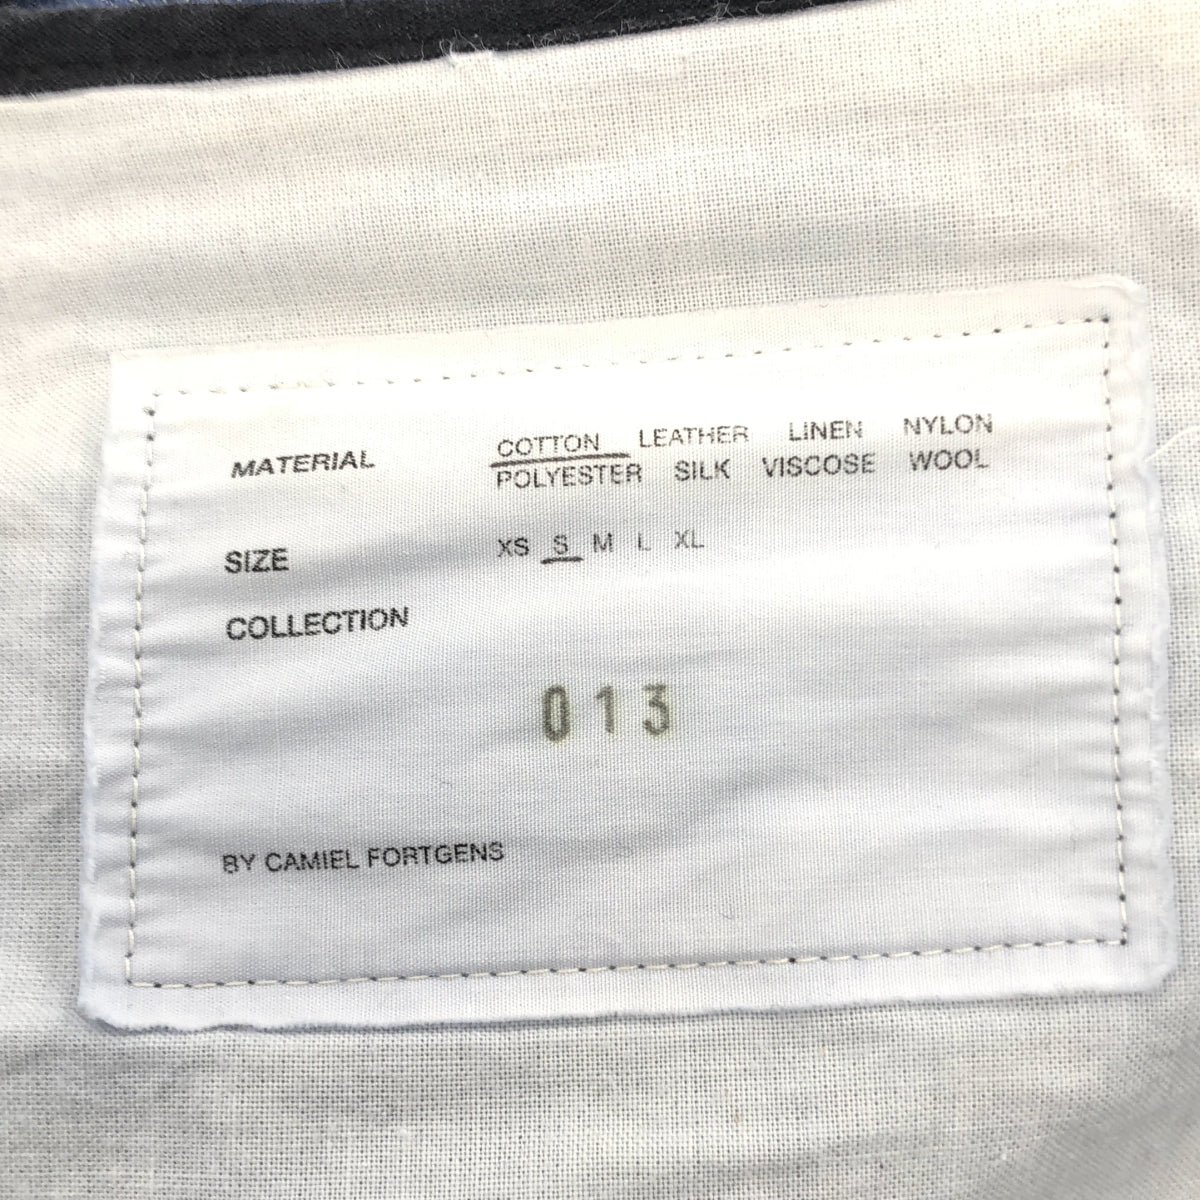 MATERIAL COTTON LEATHER LINEN NYLON
POLYESTER SILK VISCOSE WOOL
SIZE XS S M L XL
COLLECTION
013
BY CAMIEL FORTGENS